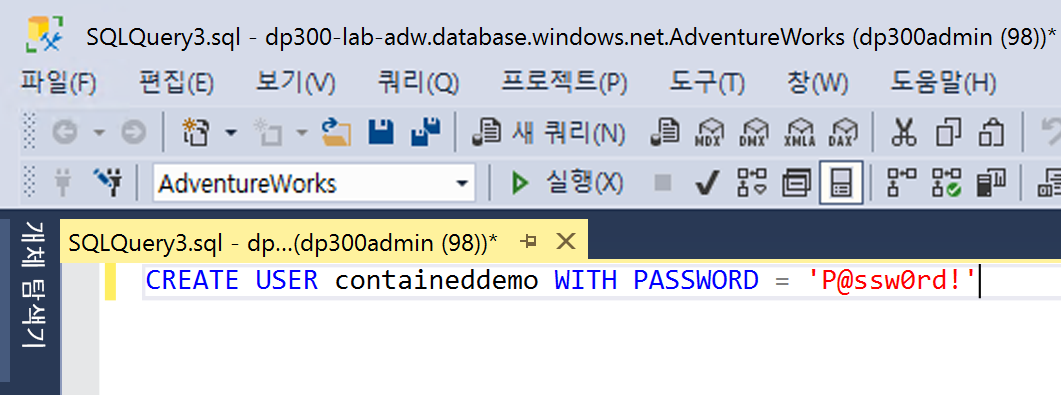 SQLQuery3.sql - dp300-lab-adw.database.windows.net.AdventureWorks (dp300admin (98))*
파일(F) 편집(E) 보기(V) 쿼리(Q) 프로젝트(P) 도구(T) 창(W) 도움말(H)
새 쿼리(N) MDX DMX XMLA DAX
AdventureWorks 실행(X)
개체 탐색기
SQLQuery3.sql - dp...(dp300admin (98))*
CREATE USER containeddemo WITH PASSWORD = 'P@ssw0rd!'